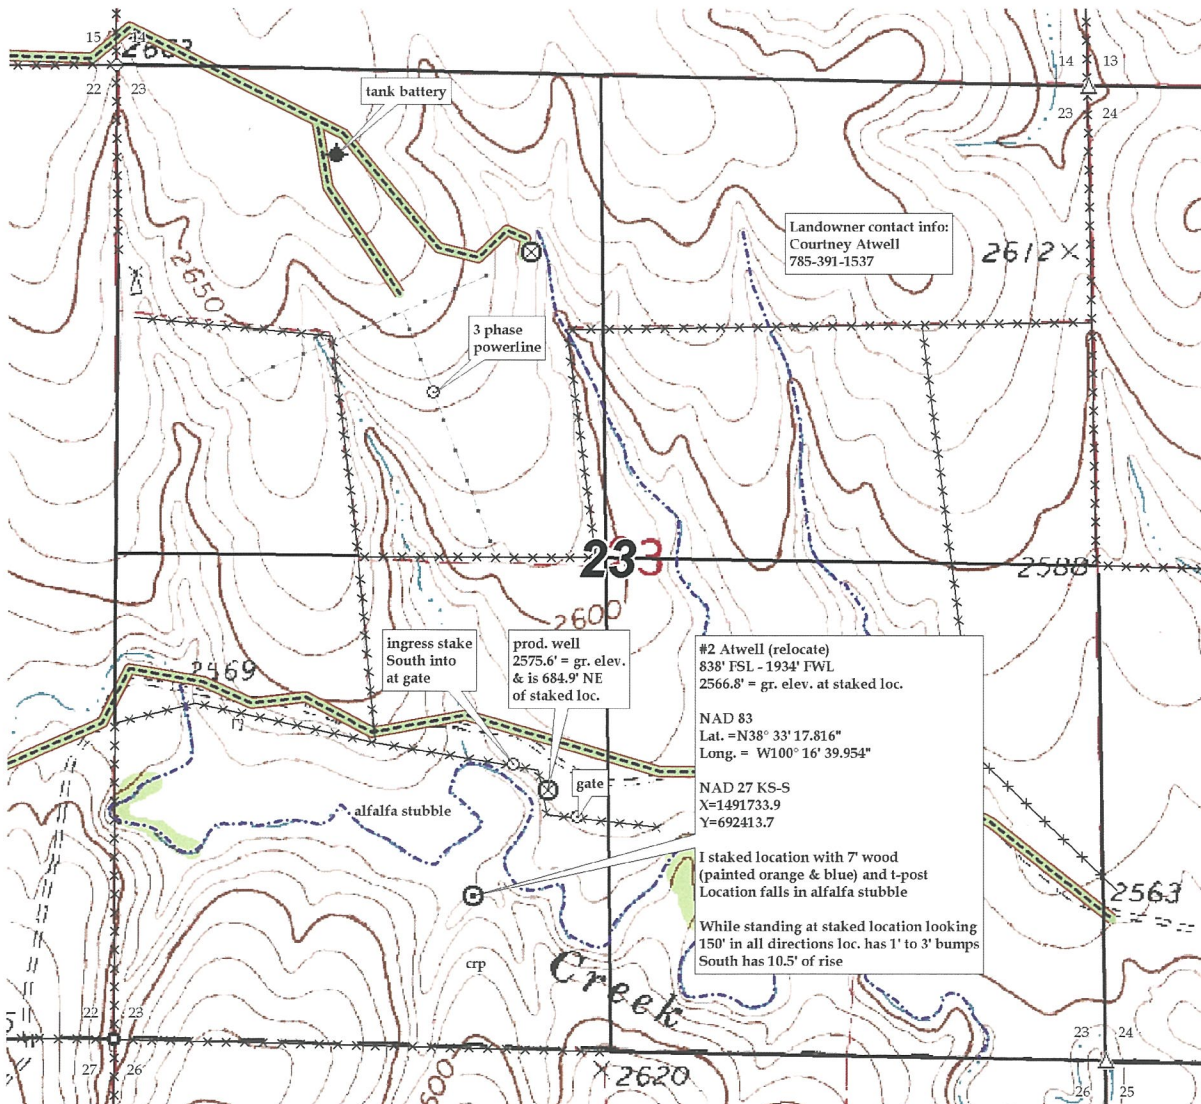 15
14
2663
14
13
22
23
23
24
tank battery
Landowner contact info:
Courtney Atwell
785-391-1537
2612
2650
3 phase
powerline
23
3
2588
2600
ingress stake
South into
at gate
prod. well
2575.6' = gr. elev.
& is 684.9' NE
of staked loc.
#2 Atwell (relocate)
838' FSL - 1934' FWL
2566.8' = gr. elev. at staked loc.
NAD 83
Lat. =N38° 33' 17.816"
Long. = W100° 16' 39.954"
NAD 27 KS-S
X=1491733.9
Y=692413.7
I staked location with 7' wood
(painted orange & blue) and t-post
Location falls in alfalfa stubble
While standing at staked location looking
150' in all directions loc. has 1' to 3' bumps
South has 10.5' of rise
2569
gate
alfalfa stubble
2563
crp
Creek
22
23
5
27
26
23
24
26
25
2620
600